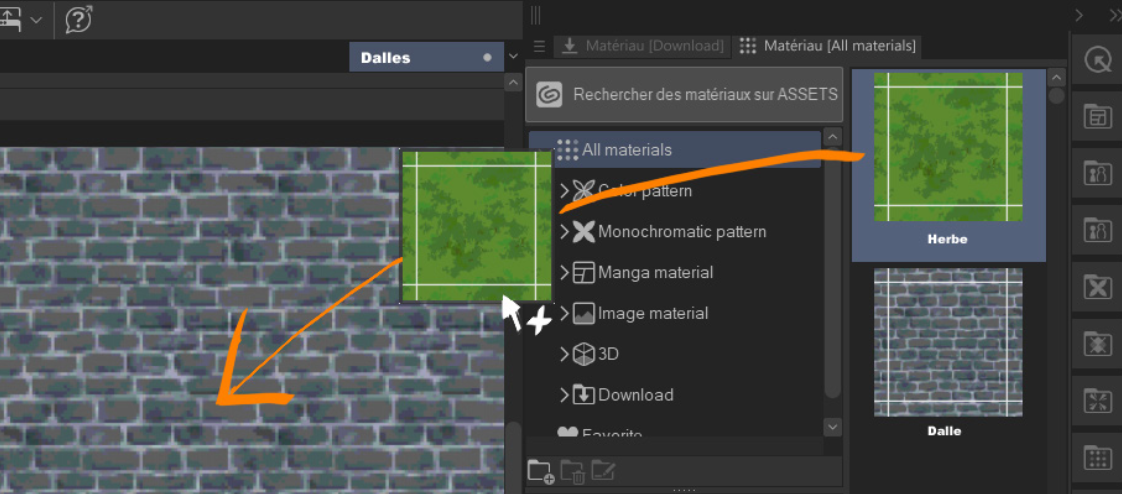 Dalles
Matériau [Download]
Matériau [All materials]
Rechercher des matériaux sur ASSETS
All materials
Color pattern
Monochromatic pattern
Manga material
Image material
3D
Download
Favorite
Herbe
Dalle